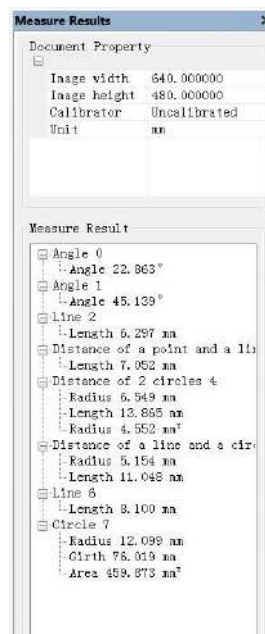 Measure Results
Document Property
Image width 640.000000
Image height 480.000000
Calibrator Uncalibrated
Unit mm
Measure Result
Angle 0
Angle 22.863°
Angle 1
Angle 45.139°
Line 2
Length 6.297 mm
Distance of a point and a li
Length 7.052 mm
Distance of 2 circles 4
Radius 6.549 mm
Length 13.865 mm
Radius 4.552 mm²
Distance of a line and a cir
Radius 5.154 mm
Length 11.048 mm
Line 6
Length 8.100 mm
Circle 7
Radius 12.099 mm
Girth 76.019 mm
Area 459.873 mm²